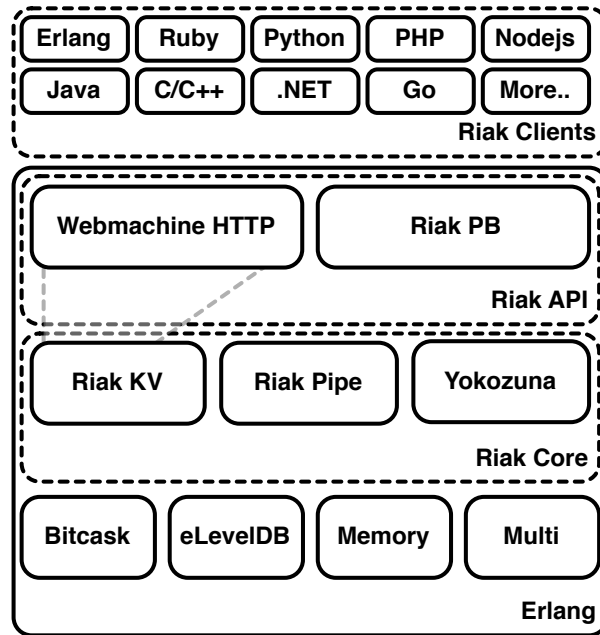 Erlang Ruby Python PHP Nodejs
Java C/C++ .NET Go More..
Riak Clients
Webmachine HTTP Riak PB
Riak API
Riak KV Riak Pipe Yokozuna
Riak Core
Bitcask eLevelDB Memory Multi
Erlang